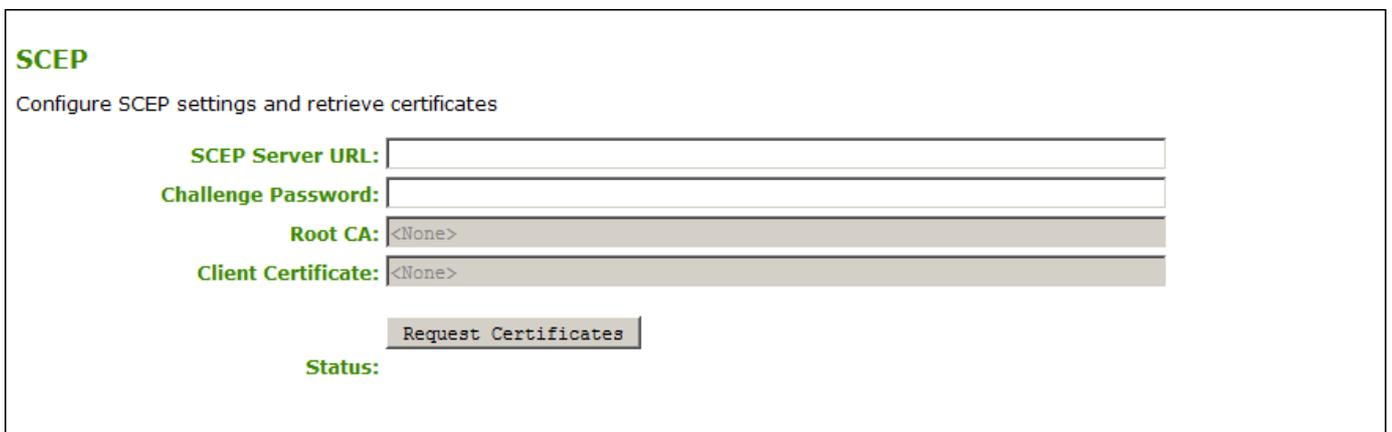 SCEP
Configure SCEP settings and retrieve certificates
SCEP Server URL:
Challenge Password:
Root CA: <None>
Client Certificate: <None>
Request Certificates
Status: